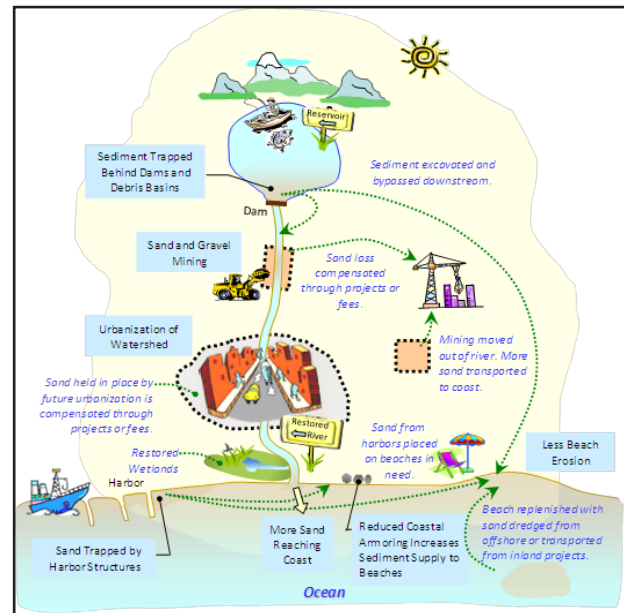 Reservoir
Sediment Trapped
Behind Dams and
Debris Basins
Sediment excavated and
bypassed downstream.
Dam
Sand and Gravel
Mining
Sand loss
compensated
through projects or
fees.
Urbanization of
Watershed
Mining moved
out of river. More
sand transported
to coast.
Sand held in place by
future urbanization is
compensated through
projects or fees.
Restored
River
Sand from
harbors placed
on beaches in
need.
Less Beach
Erosion
Restored
Wetlands
Harbor
Sand Trapped by
Harbor Structures
More Sand
Reaching
Coast
Reduced Coastal
Armoring Increases
Sediment Supply to
Beaches
Beach replenished with
sand dredged from
offshore or transported
from inland projects.
Ocean